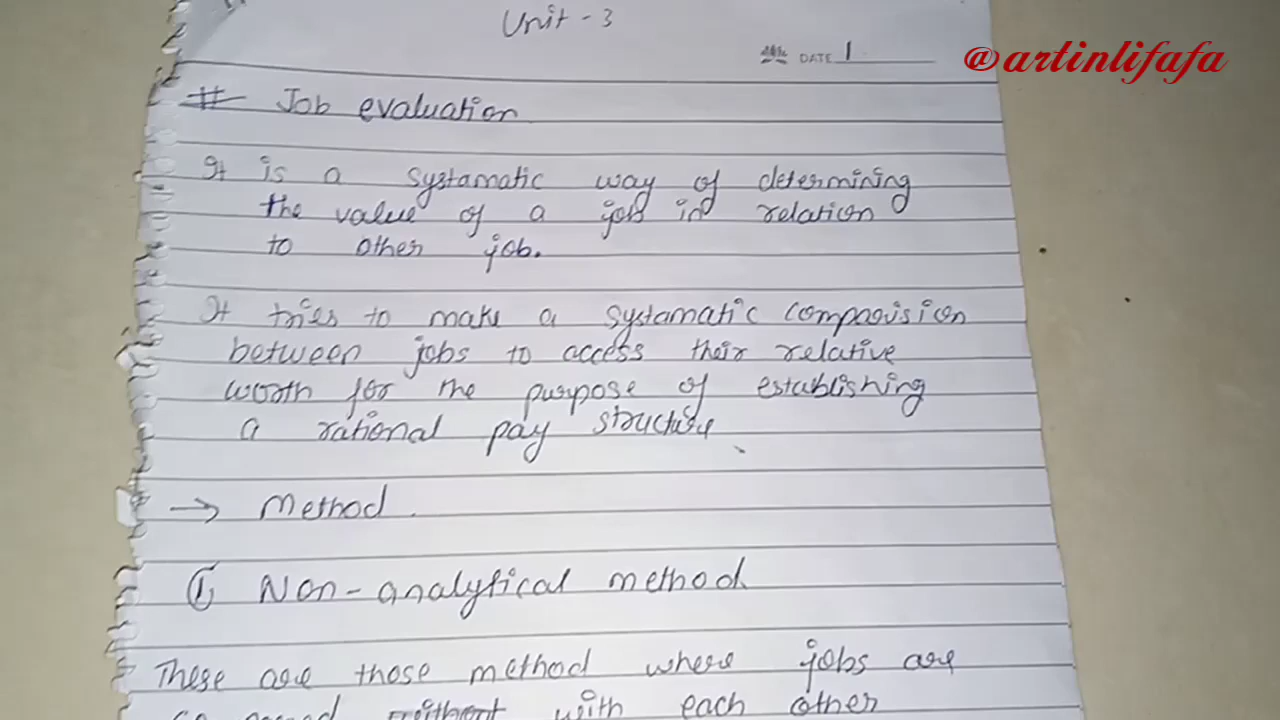 Unit - 3
DATE 1
@artinlifafa
# Job evaluation
It is a systamatic way of determining
the value of a job in relation
to other job.
It tries to make a systamatic comparision
between jobs to access their relative
worth for the purpose of establishing
a rational pay structure
→ Method.
① Non-analytical method
These are those method where jobs are
with each other